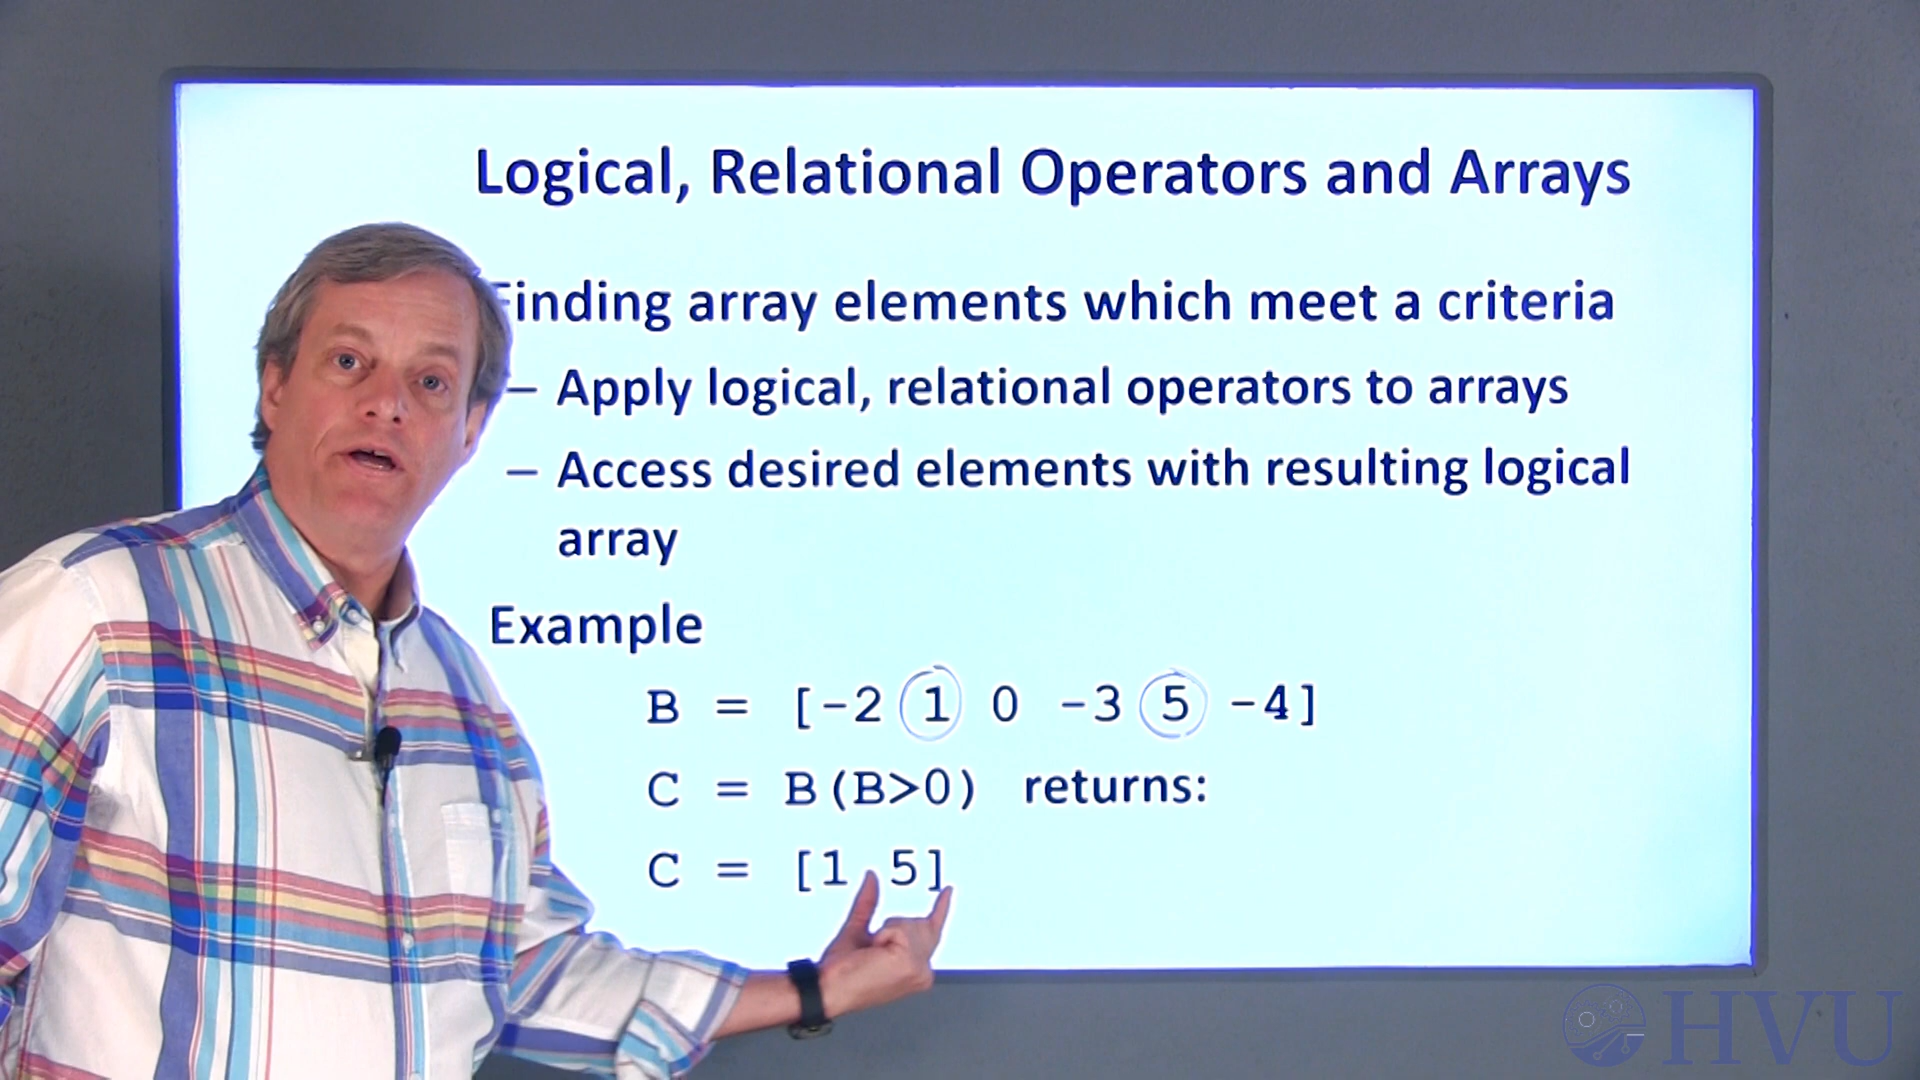 Logical, Relational Operators and Arrays
Finding array elements which meet a criteria
– Apply logical, relational operators to arrays
– Access desired elements with resulting logical
array
Example
B = [-2 1 0 -3 5 -4]
C = B(B>0) returns:
C = [1 5]
HVU